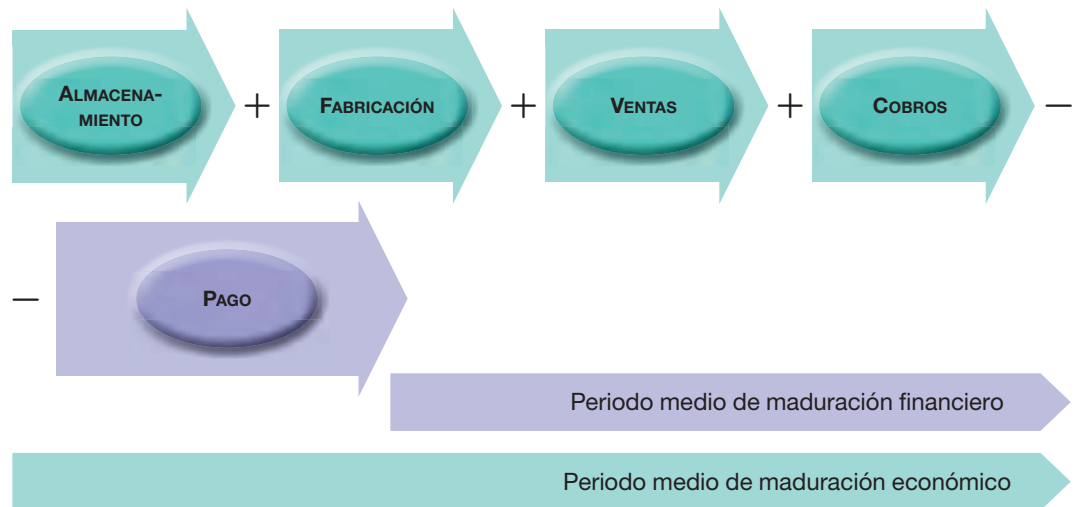 ALMACENA-
MIENTO
+
FABRICACIÓN
+
VENTAS
+
COBROS
—
—
PAGO
Periodo medio de maduración financiero
Periodo medio de maduración económico